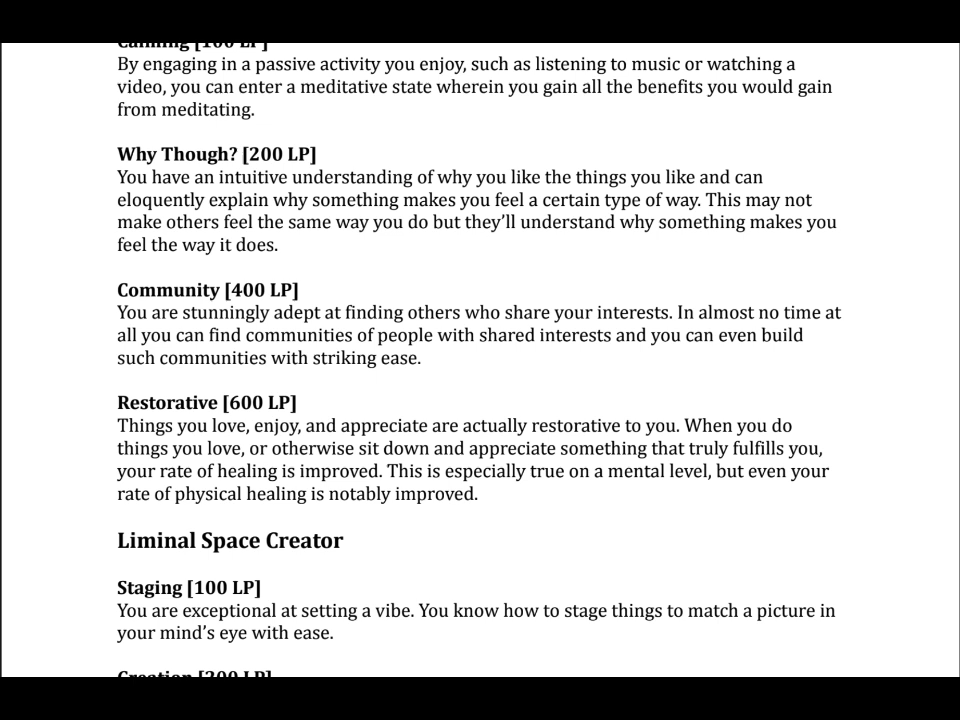 Calming [100 LP]
By engaging in a passive activity you enjoy, such as listening to music or watching a
video, you can enter a meditative state wherein you gain all the benefits you would gain
from meditating.
Why Though? [200 LP]
You have an intuitive understanding of why you like the things you like and can
eloquently explain why something makes you feel a certain type of way. This may not
make others feel the same way you do but they’ll understand why something makes you
feel the way it does.
Community [400 LP]
You are stunningly adept at finding others who share your interests. In almost no time at
all you can find communities of people with shared interests and you can even build
such communities with striking ease.
Restorative [600 LP]
Things you love, enjoy, and appreciate are actually restorative to you. When you do
things you love, or otherwise sit down and appreciate something that truly fulfills you,
your rate of healing is improved. This is especially true on a mental level, but even your
rate of physical healing is notably improved.
Liminal Space Creator
Staging [100 LP]
You are exceptional at setting a vibe. You know how to stage things to match a picture in
your mind’s eye with ease.
Creation [200 LP]